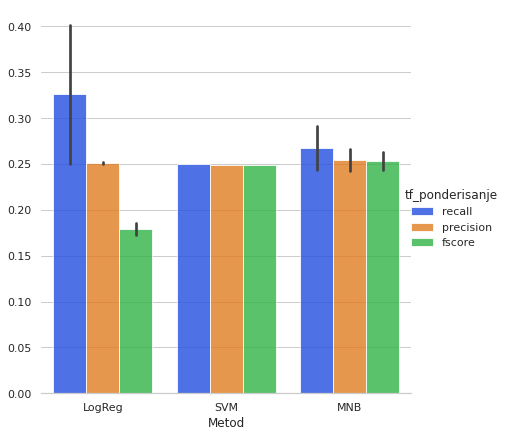 0.40
0.35
0.30
0.25
0.20
0.15
0.10
0.05
0.00
LogReg SVM MNB
Metod
tf_ponderisanje
recall
precision
fscore